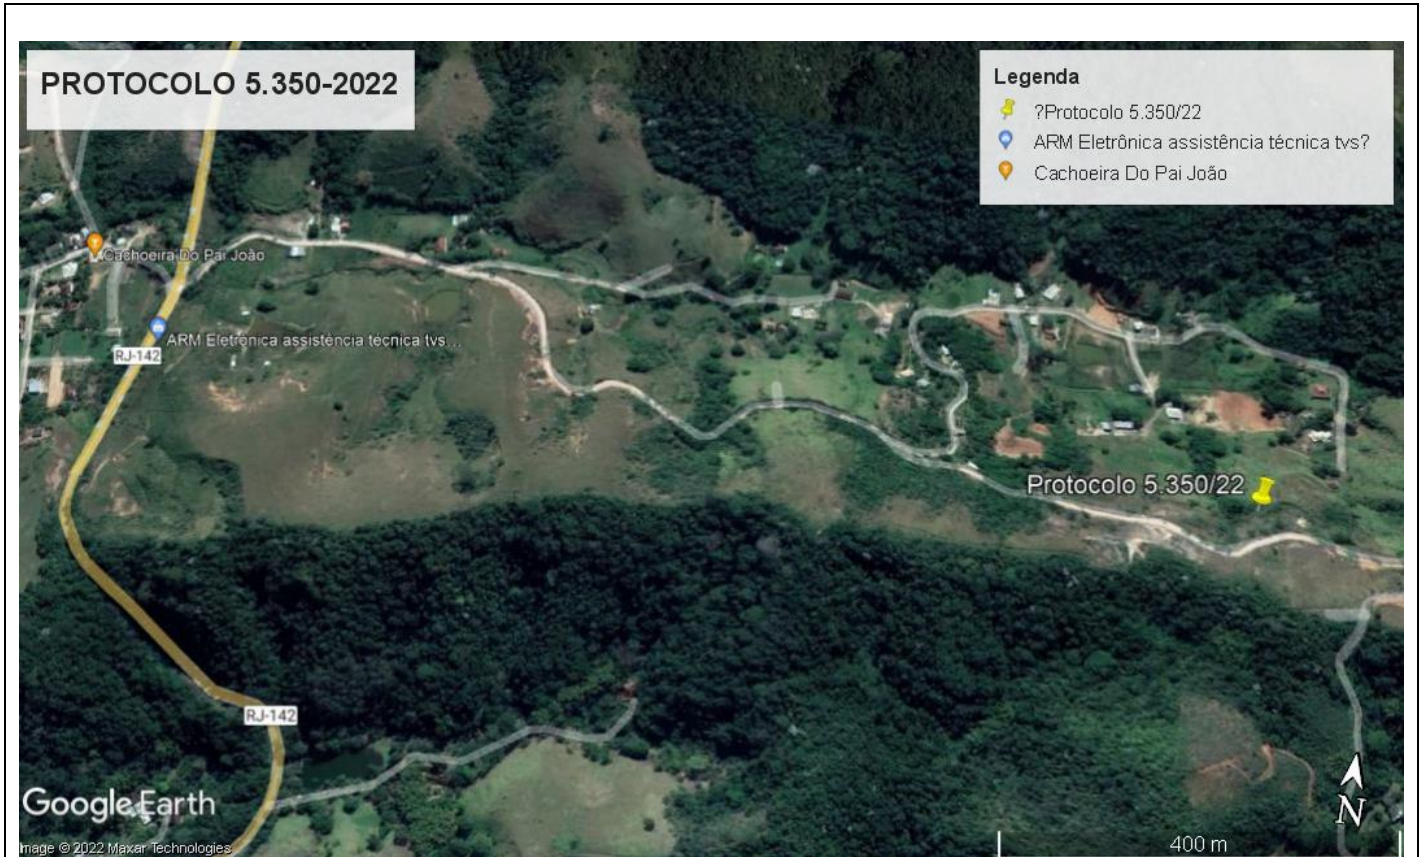 PROTOCOLO 5.350-2022
Legenda
?Protocolo 5.350/22
ARM Eletrônica assistência técnica tvs?
Cachoeira Do Pai João
Cachoeira Do Pai João
ARM Eletrônica assistência técnica tvs...
RJ-142
Protocolo 5.350/22
RJ-142
Google Earth
N
mage © 2022 Maxar Technologies
400 m